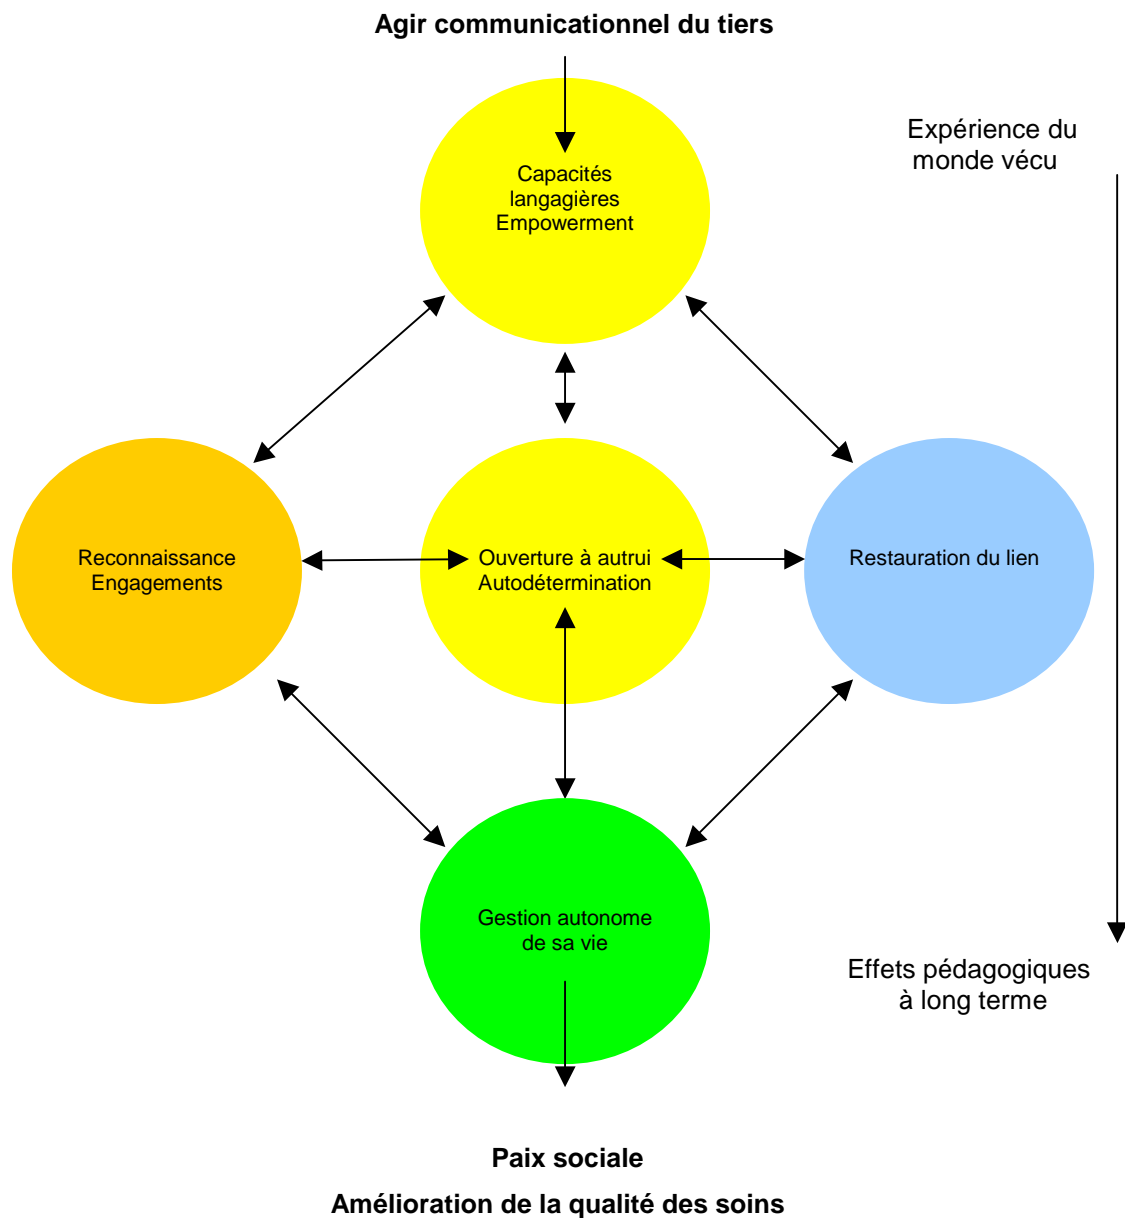 Agir communicationnel du tiers
Expérience du
monde vécu
Capacités
langagières
Empowerment
Reconnaissance
Engagements
Ouverture à autrui
Autodétermination
Restauration du lien
Gestion autonome
de sa vie
Effets pédagogiques
à long terme
Paix sociale
Amélioration de la qualité des soins